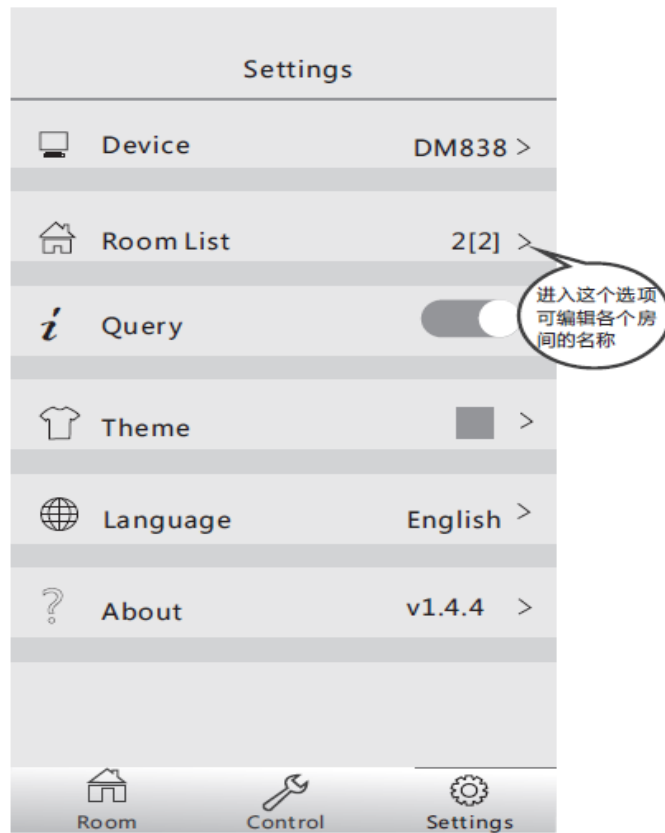 Settings
Device DM838 >
Room List 2[2] >
进入这个选项
可编辑各个房
间的名称
i Query
Theme >
Language English >
? About v1.4.4 >
Room Control Settings